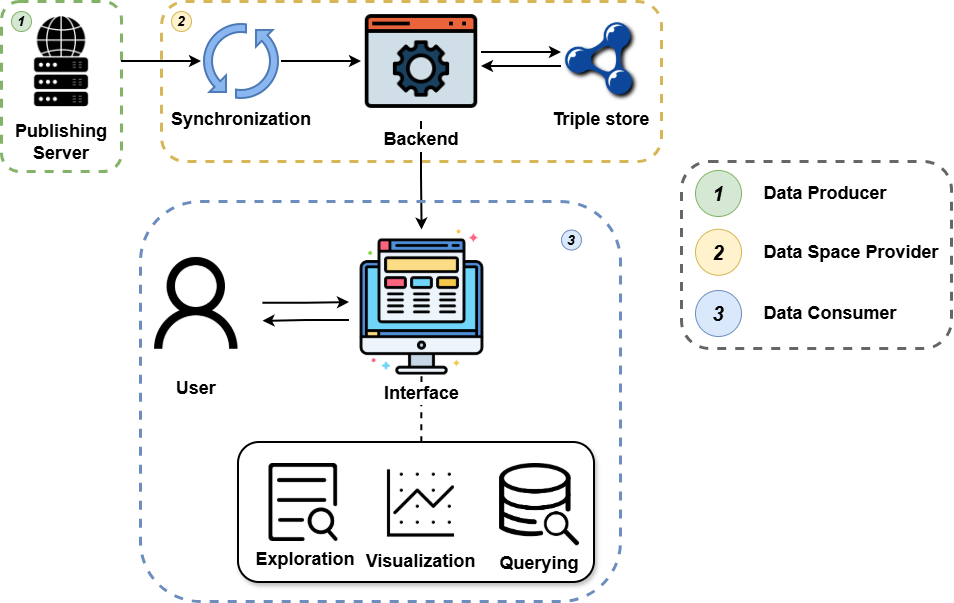 1
2
Synchronization
Backend
Triple store
Publishing
Server
1
Data Producer
2
Data Space Provider
3
Data Consumer
3
User
Interface
Exploration
Visualization
Querying